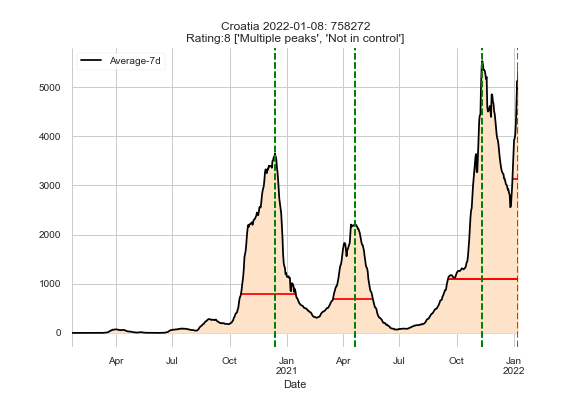 Croatia 2022-01-08: 758272
Rating:8 ['Multiple peaks', 'Not in control']
Average-7d
5000
4000
3000
2000
1000
0
Apr Jul Oct Jan Apr Jul Oct Jan
2021 2022
Date